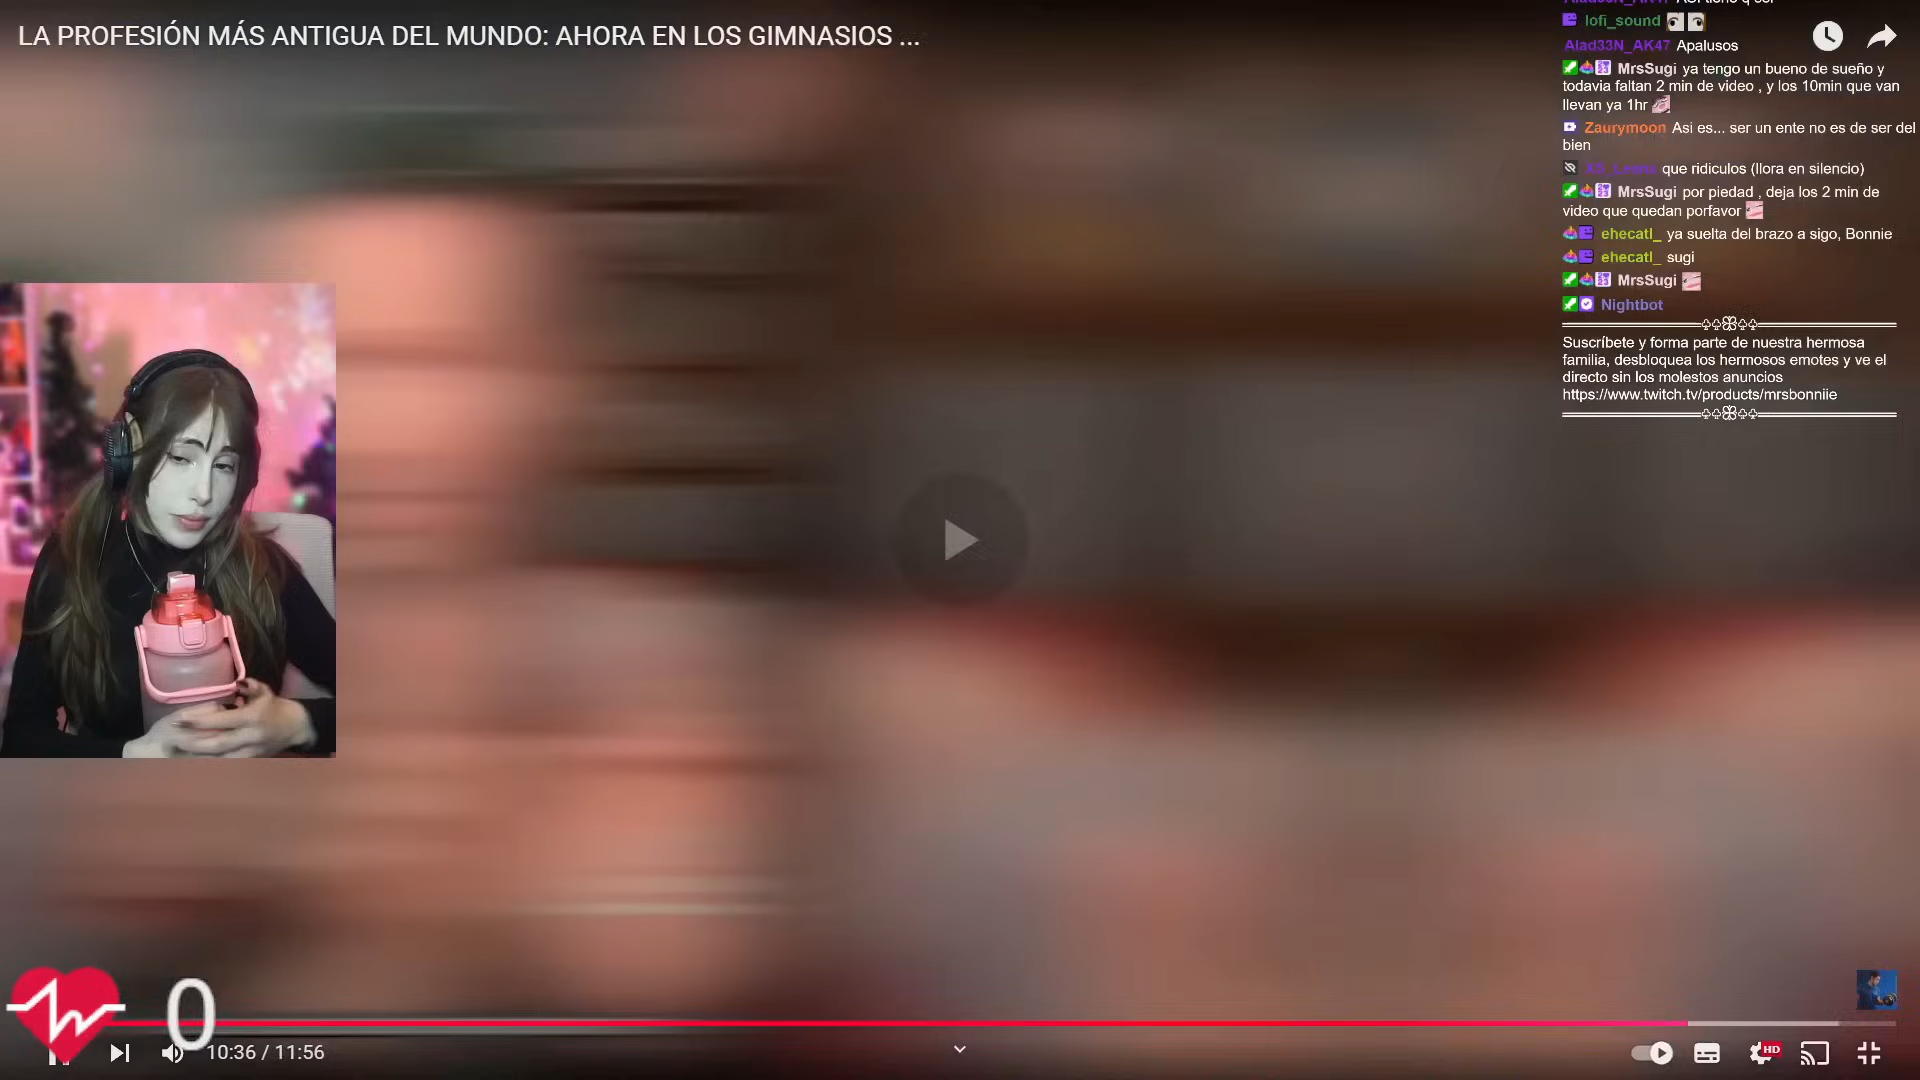 LA PROFESIÓN MÁS ANTIGUA DEL MUNDO: AHORA EN LOS GIMNASIOS ...
lofi_sound
Alad33N_AK47 Apalusos
MrsSugi ya tengo un bueno de sueño y
todavia faltan 2 min de video , y los 10min que van
llevan ya 1hr
Zaurymoon Asi es... ser un ente no es de ser del
bien
que ridiculos (llora en silencio)
MrsSugi por piedad , deja los 2 min de
video que quedan porfavor
ehecatl_ ya suelta del brazo a sigo, Bonnie
ehecatl_ sugi
MrsSugi
Nightbot
Suscríbete y forma parte de nuestra hermosa
familia, desbloquea los hermosos emotes y ve el
directo sin los molestos anuncios
https://www.twitch.tv/products/mrsbonniie
0
10:36 / 11:56
HD